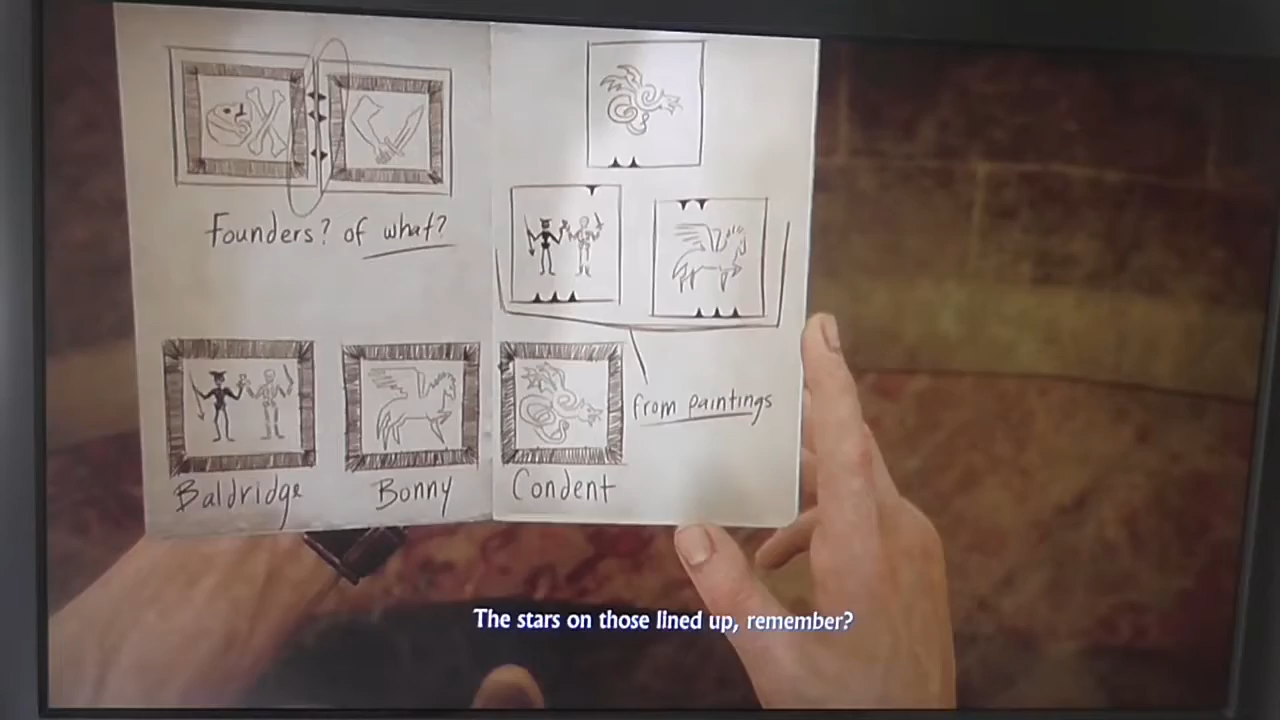 Founders? of what?
Baldridge
Bonny
Condent
from paintings
The stars on those lined up, remember?